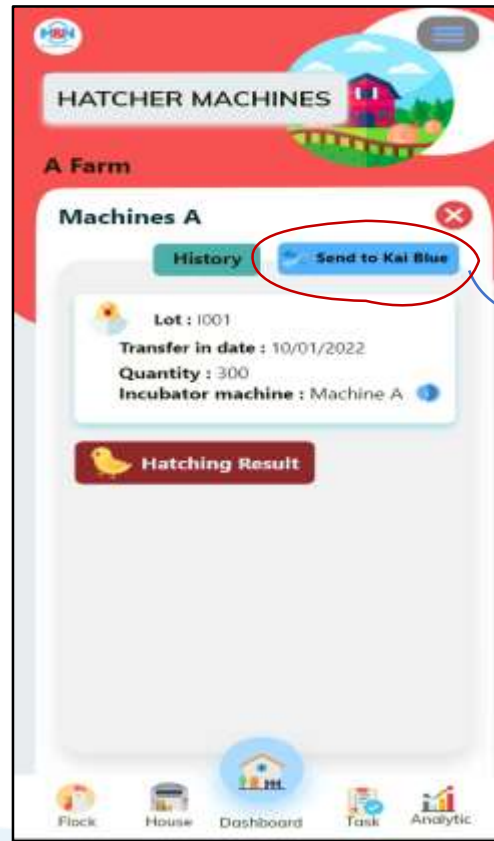 HATCHER MACHINES
A Farm
Machines A
History
Send to Kai Blue
Lot : I001
Transfer in date : 10/01/2022
Quantity : 300
Incubator machine : Machine A
Hatching Result
Flock
House
Dashboard
Task
Analytic